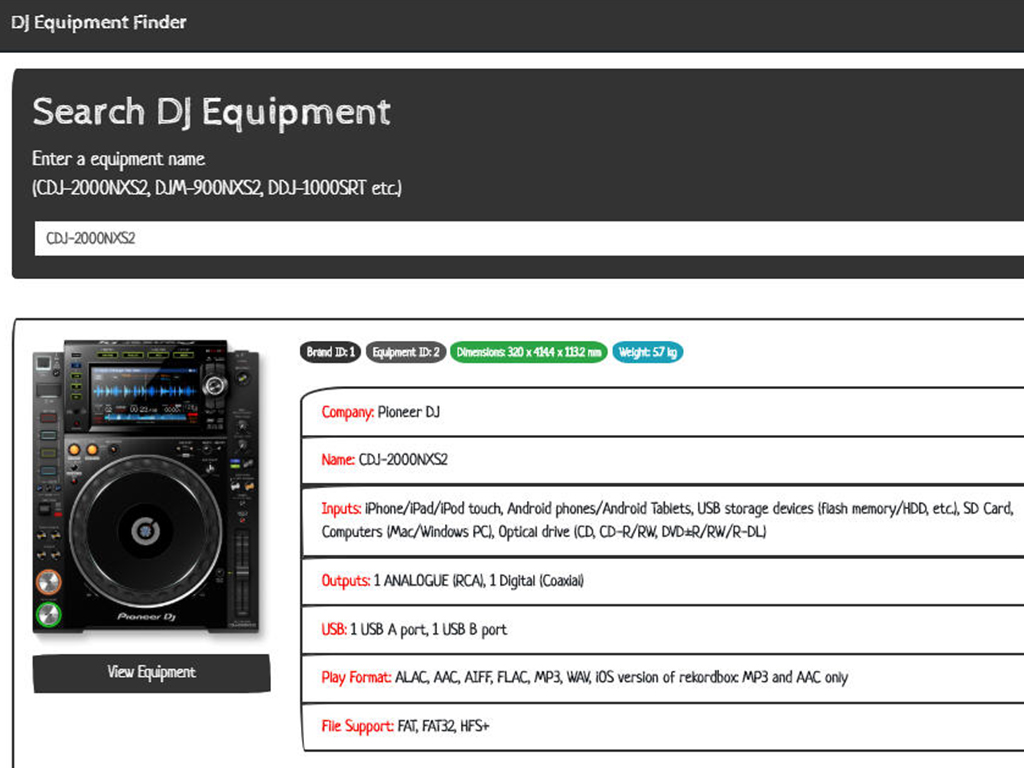 DJ Equipment Finder
Search DJ Equipment
Enter a equipment name
(CDJ-2000NXS2, DJM-900NXS2, DDJ-1000SRT etc.)
CDJ-2000NXS2
Brand ID: 1 Equipment ID: 2 Dimensions: 320 x 414.4 x 113.2 mm Weight: 5.7 kg
Company: Pioneer DJ
Name: CDJ-2000NXS2
Inputs: iPhone/iPad/iPod touch, Android phones/Android Tablets, USB storage devices (flash memory/HDD, etc.), SD Card,
Computers (Mac/Windows PC), Optical drive (CD, CD-R/RW, DVD±R/RW/R-DL)
Outputs: 1 ANALOGUE (RCA), 1 Digital (Coaxial)
USB: 1 USB A port, 1 USB B port
Play Format: ALAC, AAC, AIFF, FLAC, MP3, WAV, iOS version of rekordbox: MP3 and AAC only
File Support: FAT, FAT32, HFS+
Pioneer Dj
View Equipment